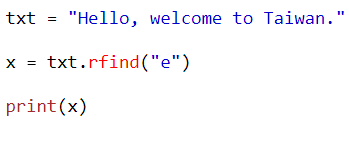 txt = "Hello, welcome to Taiwan."
x = txt.rfind("e")
print(x)